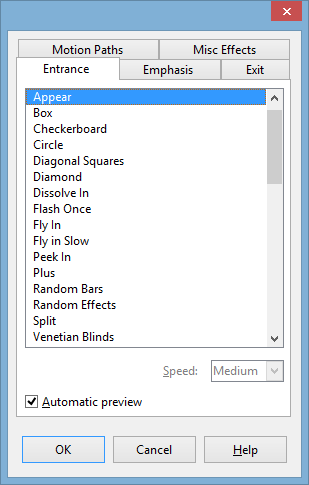 Motion Paths Misc Effects
Entrance Emphasis Exit
Appear
Box
Checkerboard
Circle
Diagonal Squares
Diamond
Dissolve In
Flash Once
Fly In
Fly in Slow
Peek In
Plus
Random Bars
Random Effects
Split
Venetian Blinds
Speed: Medium
Automatic preview
OK Cancel Help